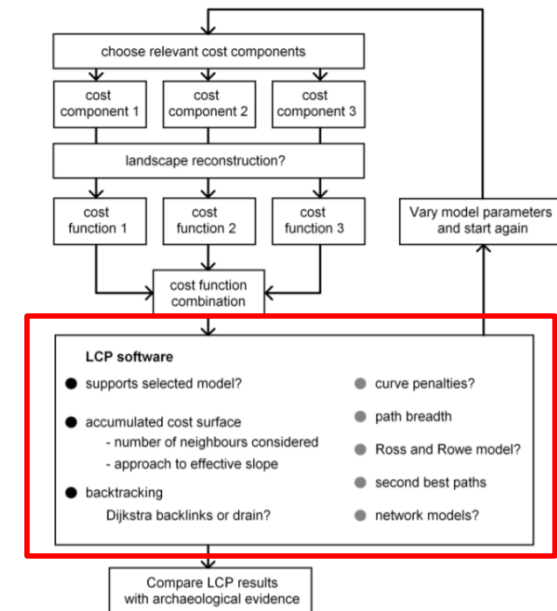 choose relevant cost components
cost
component 1
cost
component 2
cost
component 3
landscape reconstruction?
cost
function 1
cost
function 2
cost
function 3
Vary model parameters
and start again
cost function
combination
LCP software
supports selected model?
accumulated cost surface
- number of neighbours considered
- approach to effective slope
backtracking
Dijkstra backlinks or drain?
curve penalties?
path breadth
Ross and Rowe model?
second best paths
network models?
Compare LCP results
with archaeological evidence